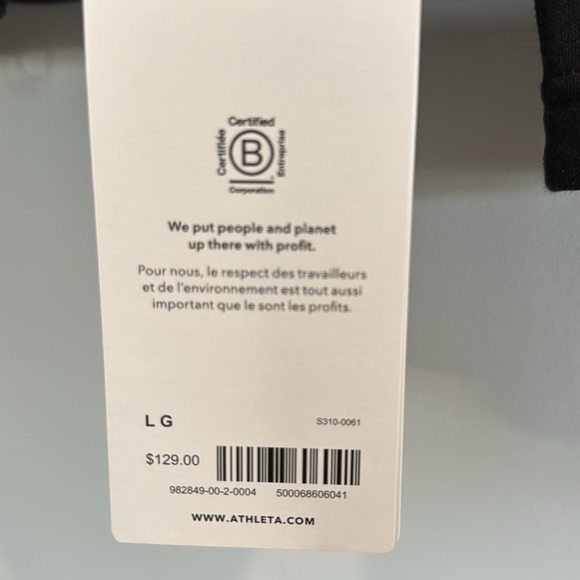 Certified
Certifiée
B
Entreprise
Corporation
We put people and planet
up there with profit.
Pour nous, le respect des travailleurs
et de l'environnement est tout aussi
important que le sont les profits.
LG
S310-0061
$129.00
982849-00-2-0004 500068606041
WWW.ATHLETA.COM